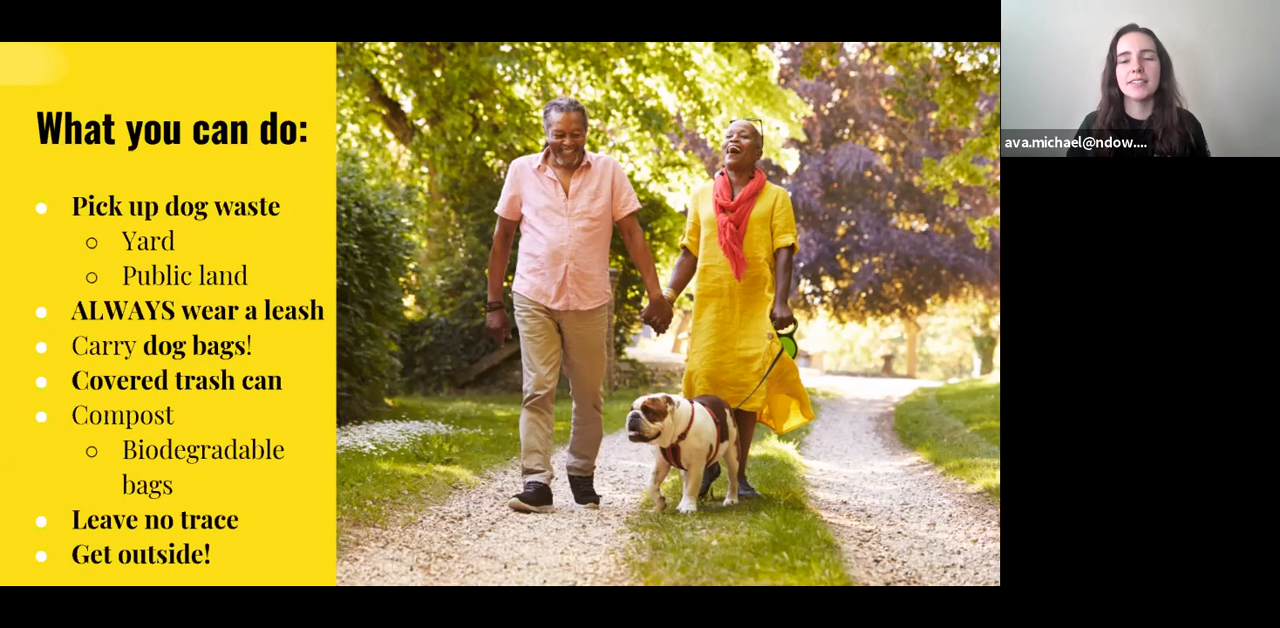 What you can do:
Pick up dog waste
Yard
Public land
ALWAYS wear a leash
Carry dog bags!
Covered trash can
Compost
Biodegradable
bags
Leave no trace
Get outside!
ava.michael@ndow....